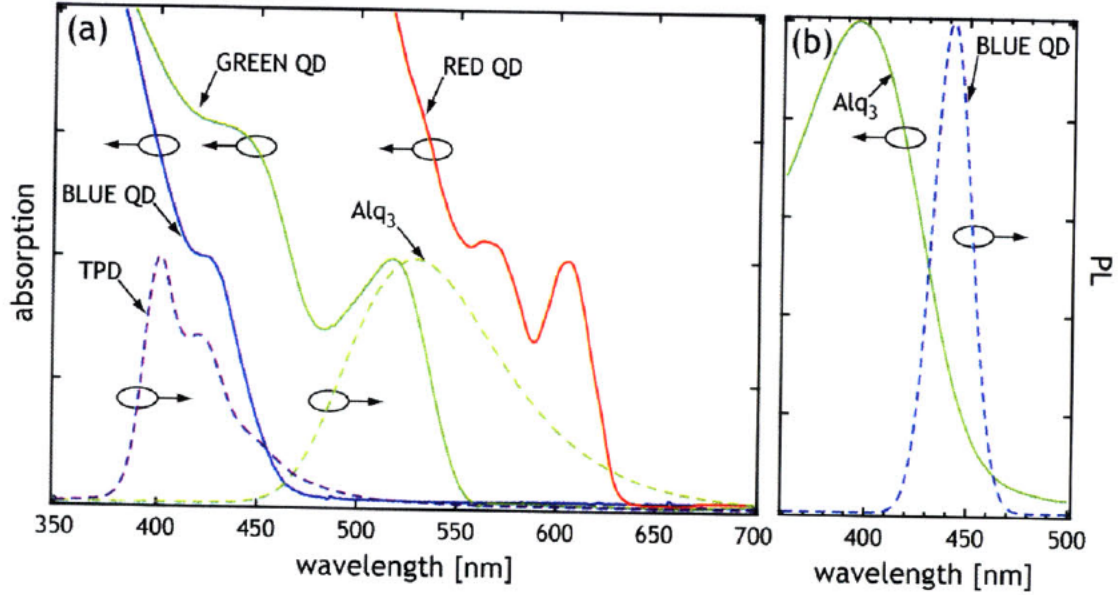 (a)
GREEN QD
RED QD
BLUE QD
TPD
Alq3
absorption
350 400 450 500 550 600 650 700
wavelength [nm]
(b)
BLUE QD
Alq3
PL
400 450 500
wavelength [nm]